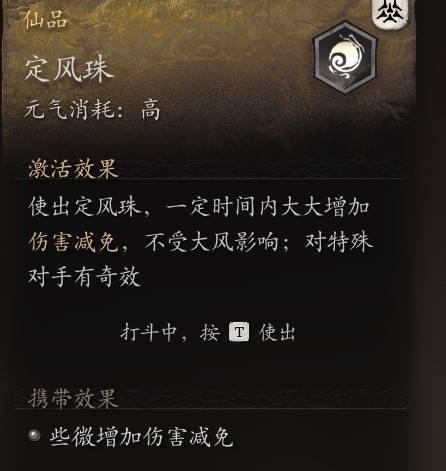 仙品
定风珠
元气消耗：高
激活效果
使出定风珠，一定时间内大大增加
伤害减免，不受大风影响；对特殊
对手有奇效
打斗中，按 T 使出
携带效果
些微增加伤害减免